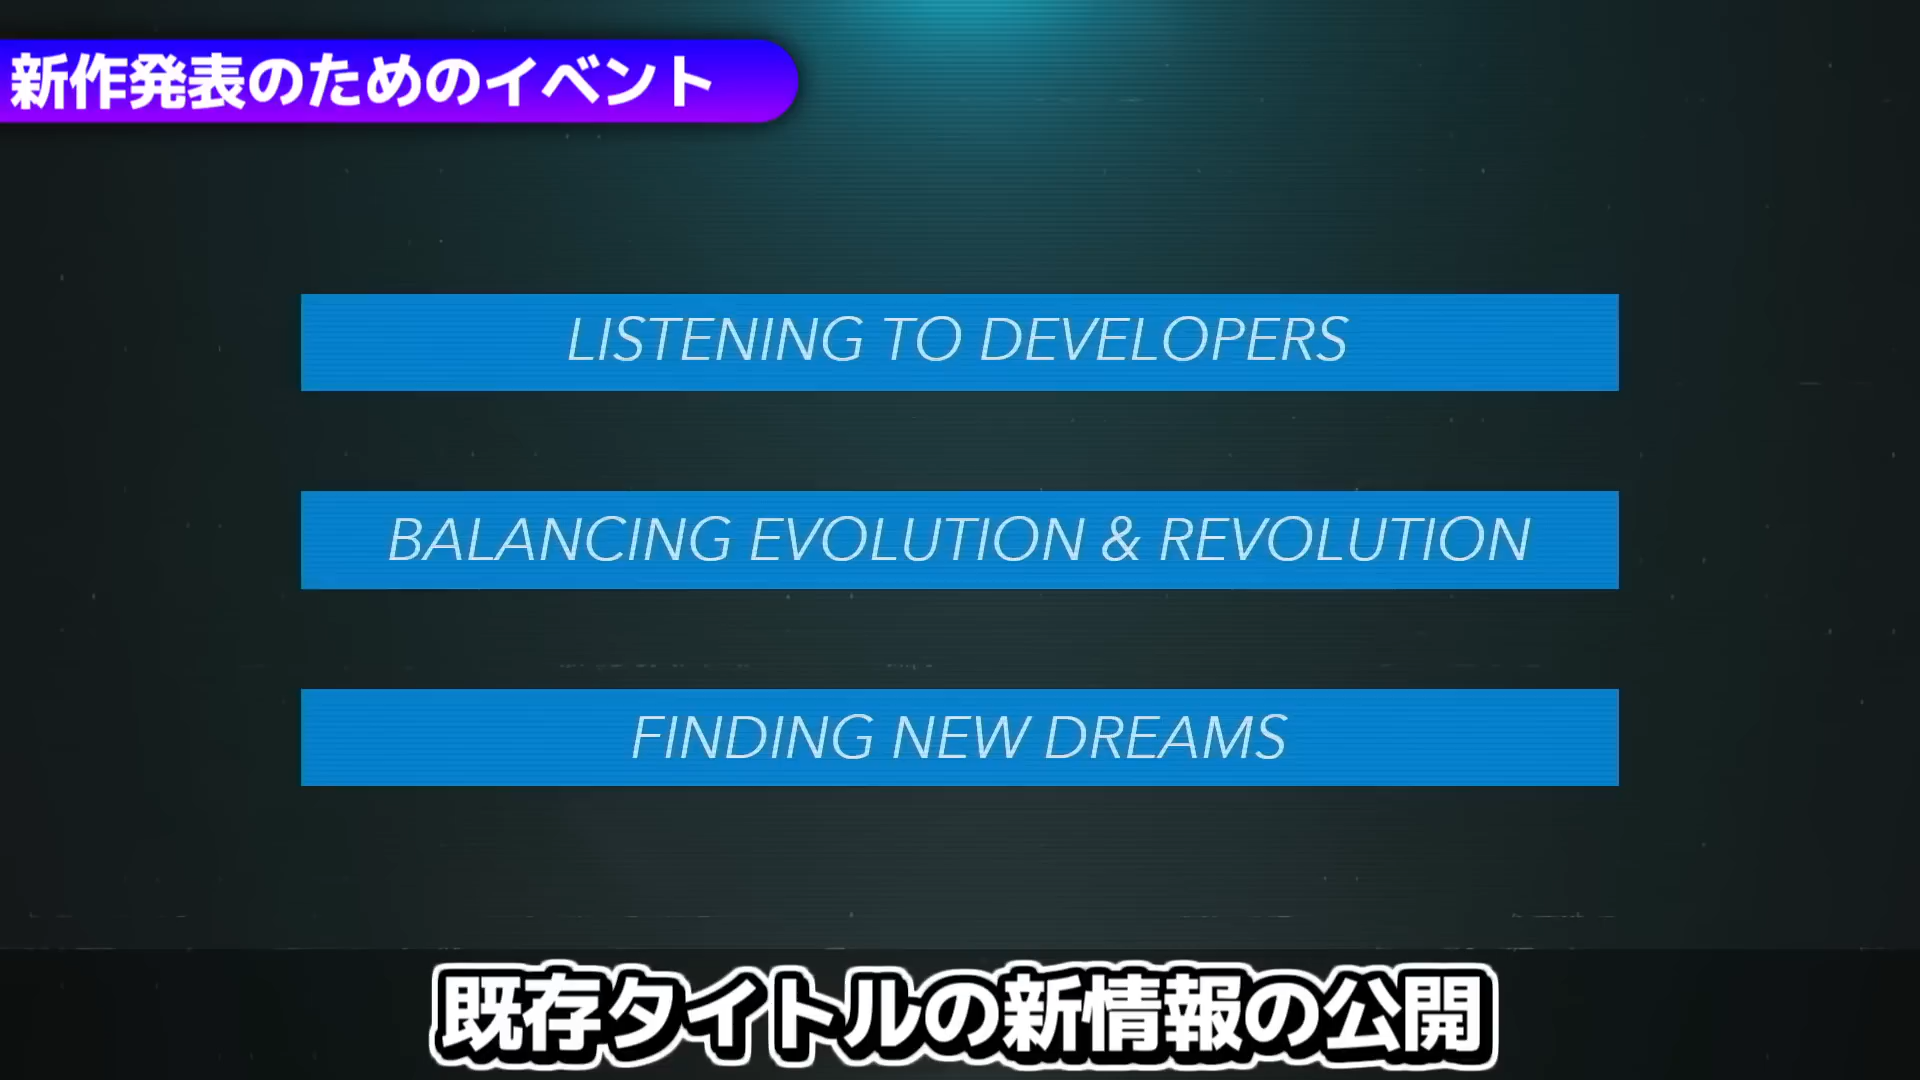 新作発表のためのイベント
LISTENING TO DEVELOPERS
BALANCING EVOLUTION & REVOLUTION
FINDING NEW DREAMS
既存タイトルの新情報の公開